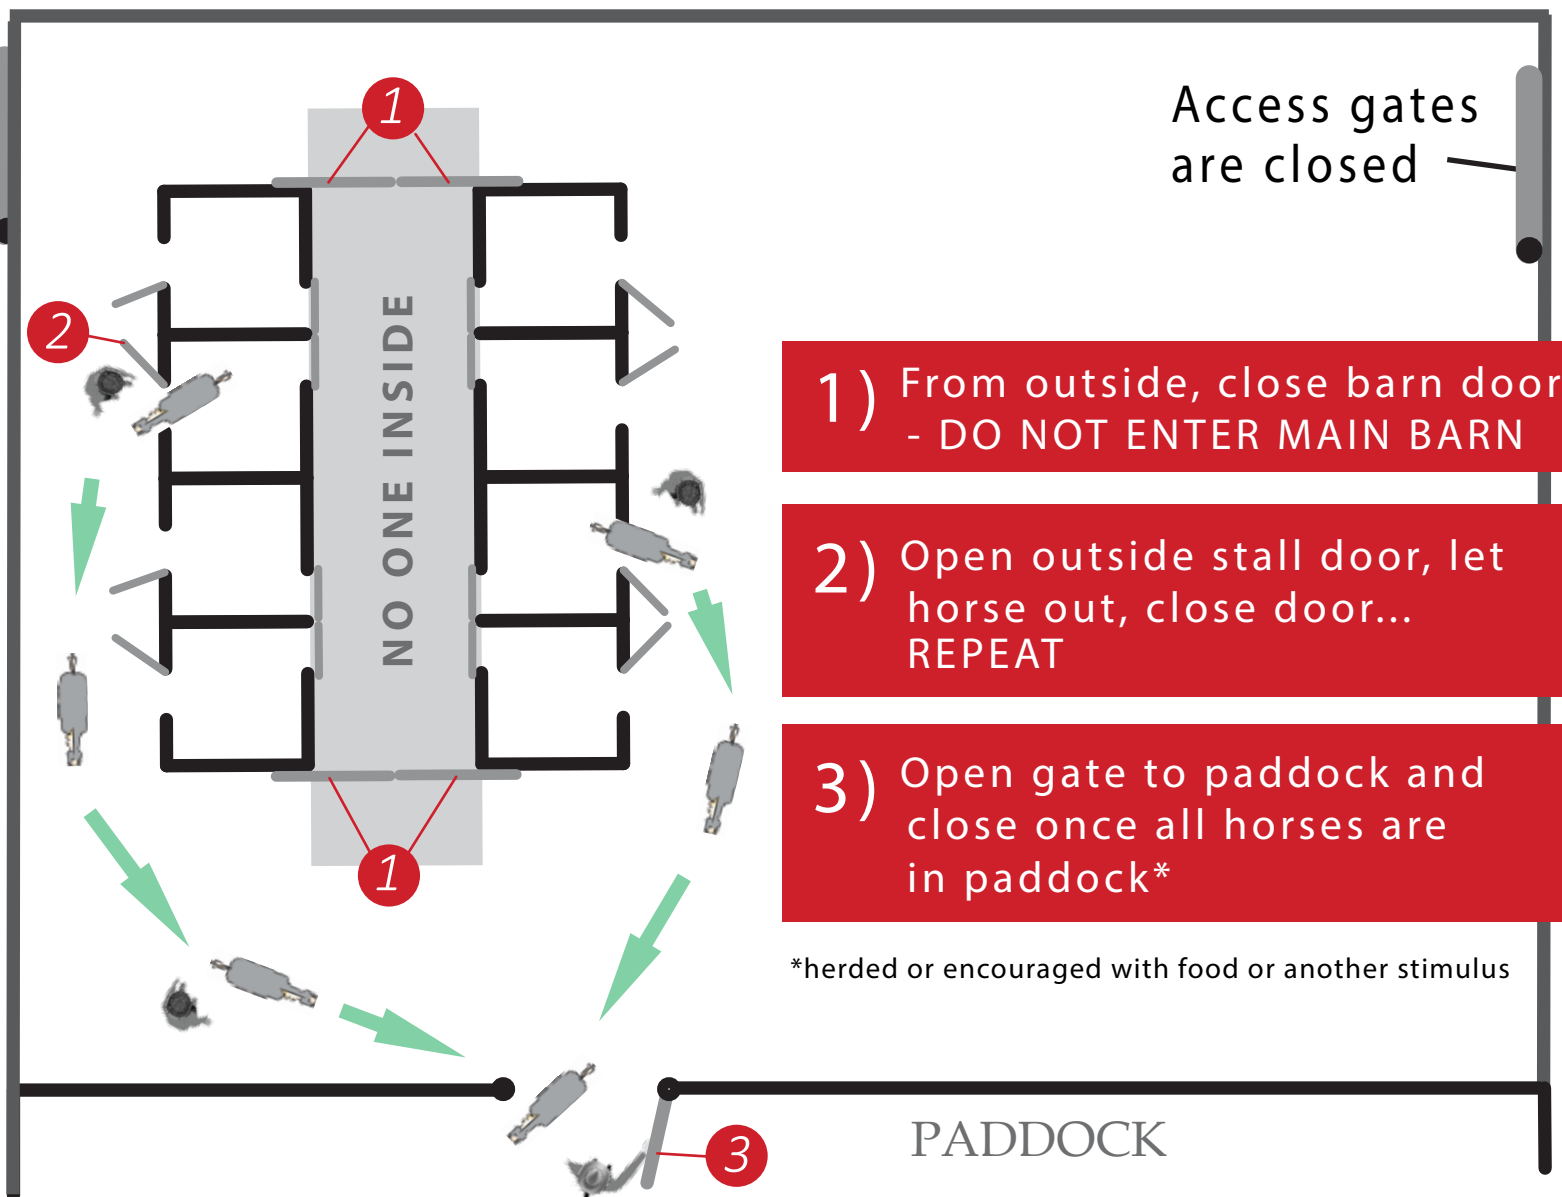 1
Access gates
are closed
2
NO ONE INSIDE
1) From outside, close barn door
- DO NOT ENTER MAIN BARN
2) Open outside stall door, let
horse out, close door...
REPEAT
3) Open gate to paddock and
close once all horses are
in paddock*
1
*herded or encouraged with food or another stimulus
PADDOCK
3